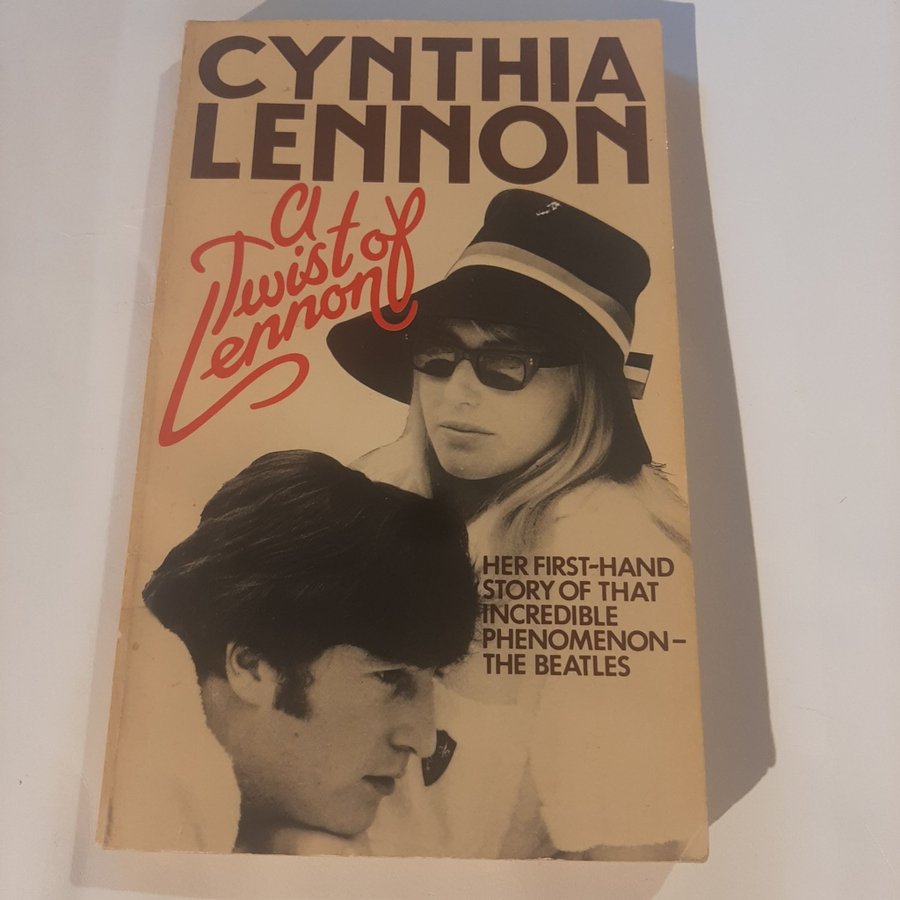 CYNTHIA
LENNON
A
Twist of
Lennon
HER FIRST-HAND
STORY OF THAT
INCREDIBLE
PHENOMENON–
THE BEATLES